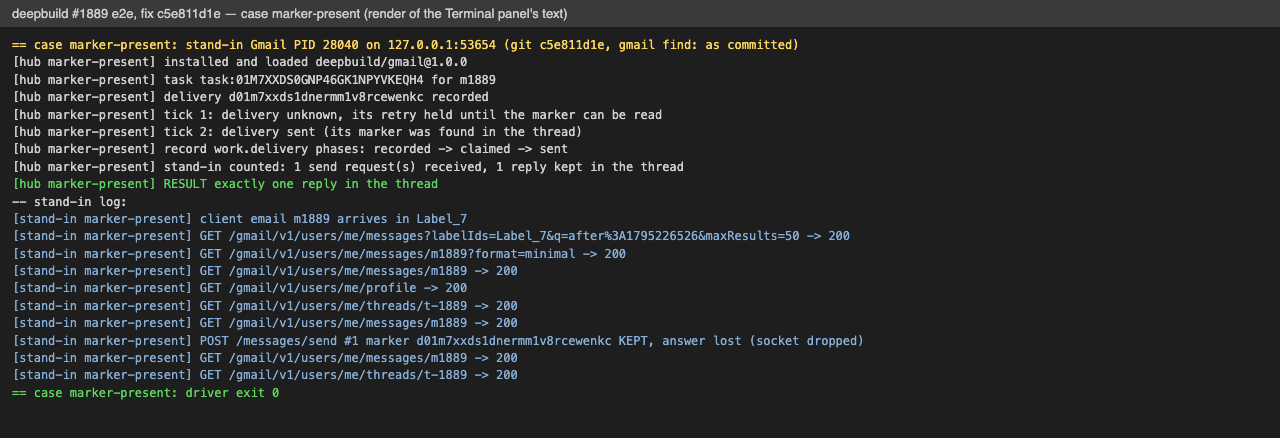 deepbuild #1889 e2e, fix c5e811d1e — case marker-present (render of the Terminal panel's text)
== case marker-present: stand-in Gmail PID 28040 on 127.0.0.1:53654 (git c5e811d1e, gmail find: as committed)
[hub marker-present] installed and loaded deepbuild/gmail@1.0.0
[hub marker-present] task task:01M7XXDS0GNP46GK1NPYVKEQH4 for m1889
[hub marker-present] delivery d01m7xxds1dnermm1v8rcewenkc recorded
[hub marker-present] tick 1: delivery unknown, its retry held until the marker can be read
[hub marker-present] tick 2: delivery sent (its marker was found in the thread)
[hub marker-present] record work.delivery phases: recorded -> claimed -> sent
[hub marker-present] stand-in counted: 1 send request(s) received, 1 reply kept in the thread
[hub marker-present] RESULT exactly one reply in the thread
-- stand-in log:
[stand-in marker-present] client email m1889 arrives in Label_7
[stand-in marker-present] GET /gmail/v1/users/me/messages?labelIds=Label_7&q=after%3A1795226526&maxResults=50 -> 200
[stand-in marker-present] GET /gmail/v1/users/me/messages/m1889?format=minimal -> 200
[stand-in marker-present] GET /gmail/v1/users/me/messages/m1889 -> 200
[stand-in marker-present] GET /gmail/v1/users/me/profile -> 200
[stand-in marker-present] GET /gmail/v1/users/me/threads/t-1889 -> 200
[stand-in marker-present] GET /gmail/v1/users/me/messages/m1889 -> 200
[stand-in marker-present] POST /messages/send #1 marker d01m7xxds1dnermm1v8rcewenkc KEPT, answer lost (socket dropped)
[stand-in marker-present] GET /gmail/v1/users/me/messages/m1889 -> 200
[stand-in marker-present] GET /gmail/v1/users/me/threads/t-1889 -> 200
== case marker-present: driver exit 0